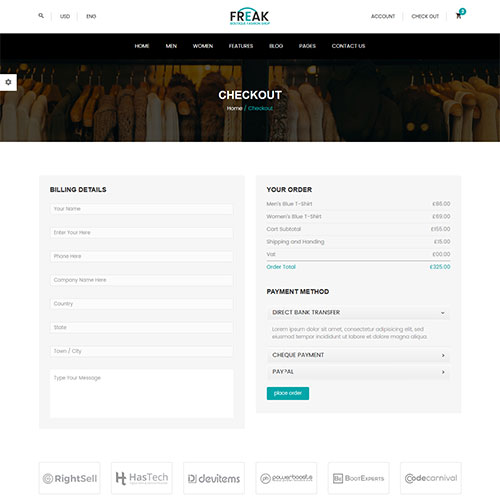 USD ENG
FREAK
BOUTIQUE FASHION SHOP
ACCOUNT CHECK OUT
HOME MEN WOMEN FEATURES BLOG PAGES CONTACT US
CHECKOUT
Home / Checkout
BILLING DETAILS
Your Name
Enter Your Here
Phone Here
Company Name Here
Country
State
Town / City
Type Your Message
YOUR ORDER
Men's Blue T-Shirt £86.00
Women's Blue T-Shirt £69.00
Cart Subtotal £155.00
Shipping and Handing £15.00
Vat £00.00
Order Total £325.00
PAYMENT METHOD
DIRECT BANK TRANSFER
Lorem ipsum dolor sit amet, consectetur adipisicing elit, sed do
eiusmod tempor incididunt ut labore et dolore magna aliqua
CHEQUE PAYMENT
PAYPAL
place order
RightSell
HasTech
devitems
powerboosts
BOOTEXPERTS
Codecarnival